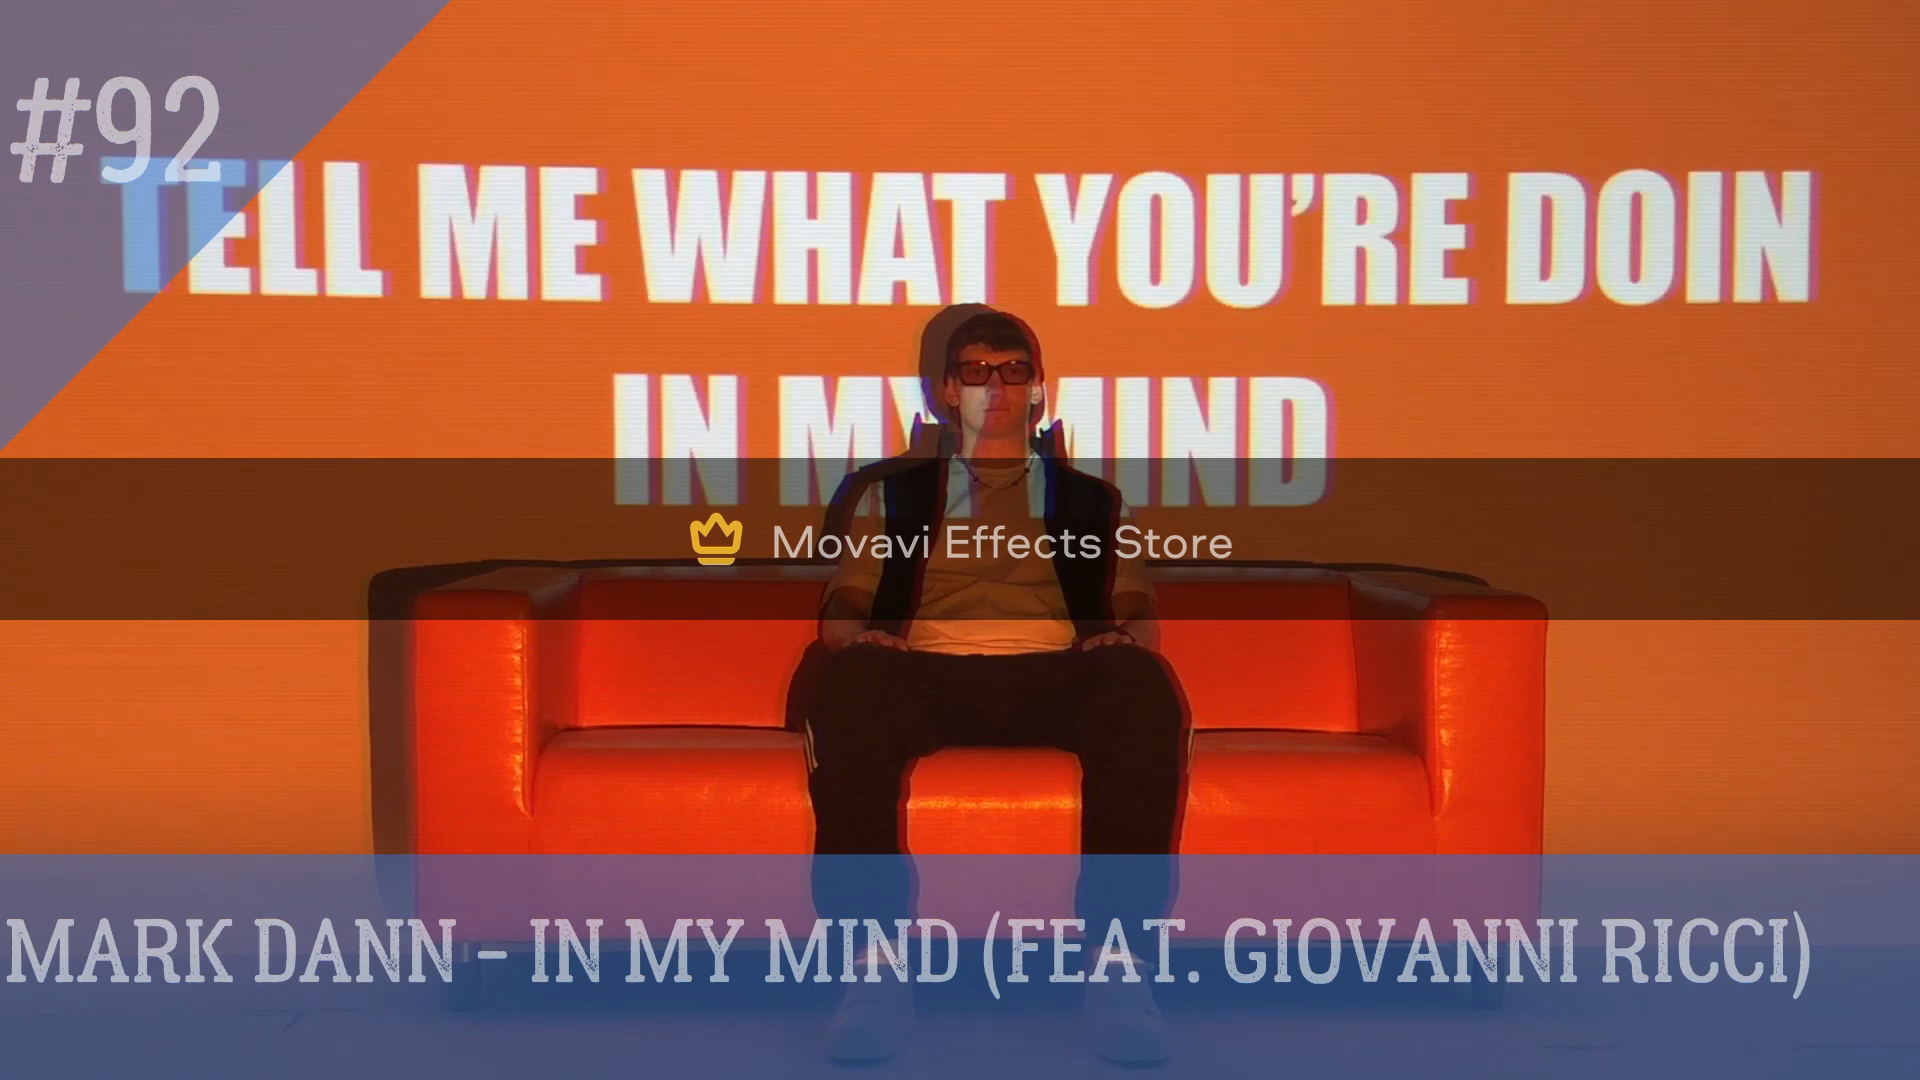 #92
TELL ME WHAT YOU'RE DOIN
IN MY MIND
Movavi Effects Store
MARK DANN - IN MY MIND (FEAT. GIOVANNI RICCI)